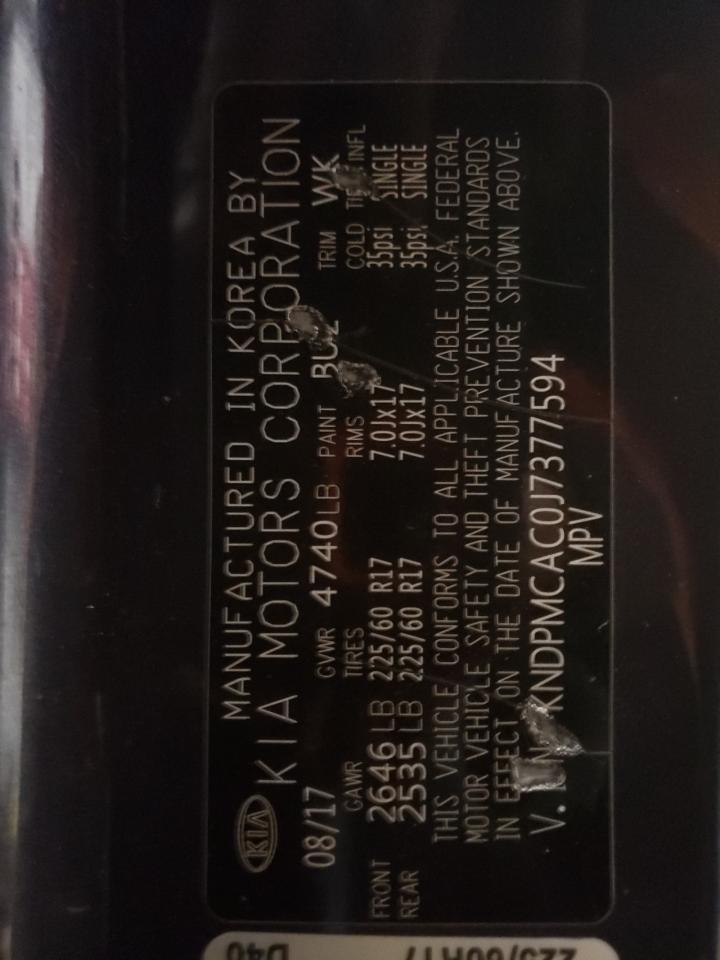 MANUFACTURED IN KOREA BY
KIA KIA MOTORS CORPORATION
08/17 GVWR 4740LB PAINT TRIM WK
GAWR TIRES RIMS COLD INFL
FRONT 2646 LB 225/60 R17 7.0Jx17 35psi SINGLE
REAR 2535 LB 225/60 R17 7.0Jx17 35psi SINGLE
THIS VEHICLE CONFORMS TO ALL APPLICABLE U.S.A. FEDERAL
MOTOR VEHICLE SAFETY AND THEFT PREVENTION STANDARDS
IN EFFECT ON THE DATE OF MANUFACTURE SHOWN ABOVE.
V. I. N. KNDPMCAC0J7377594
MPV